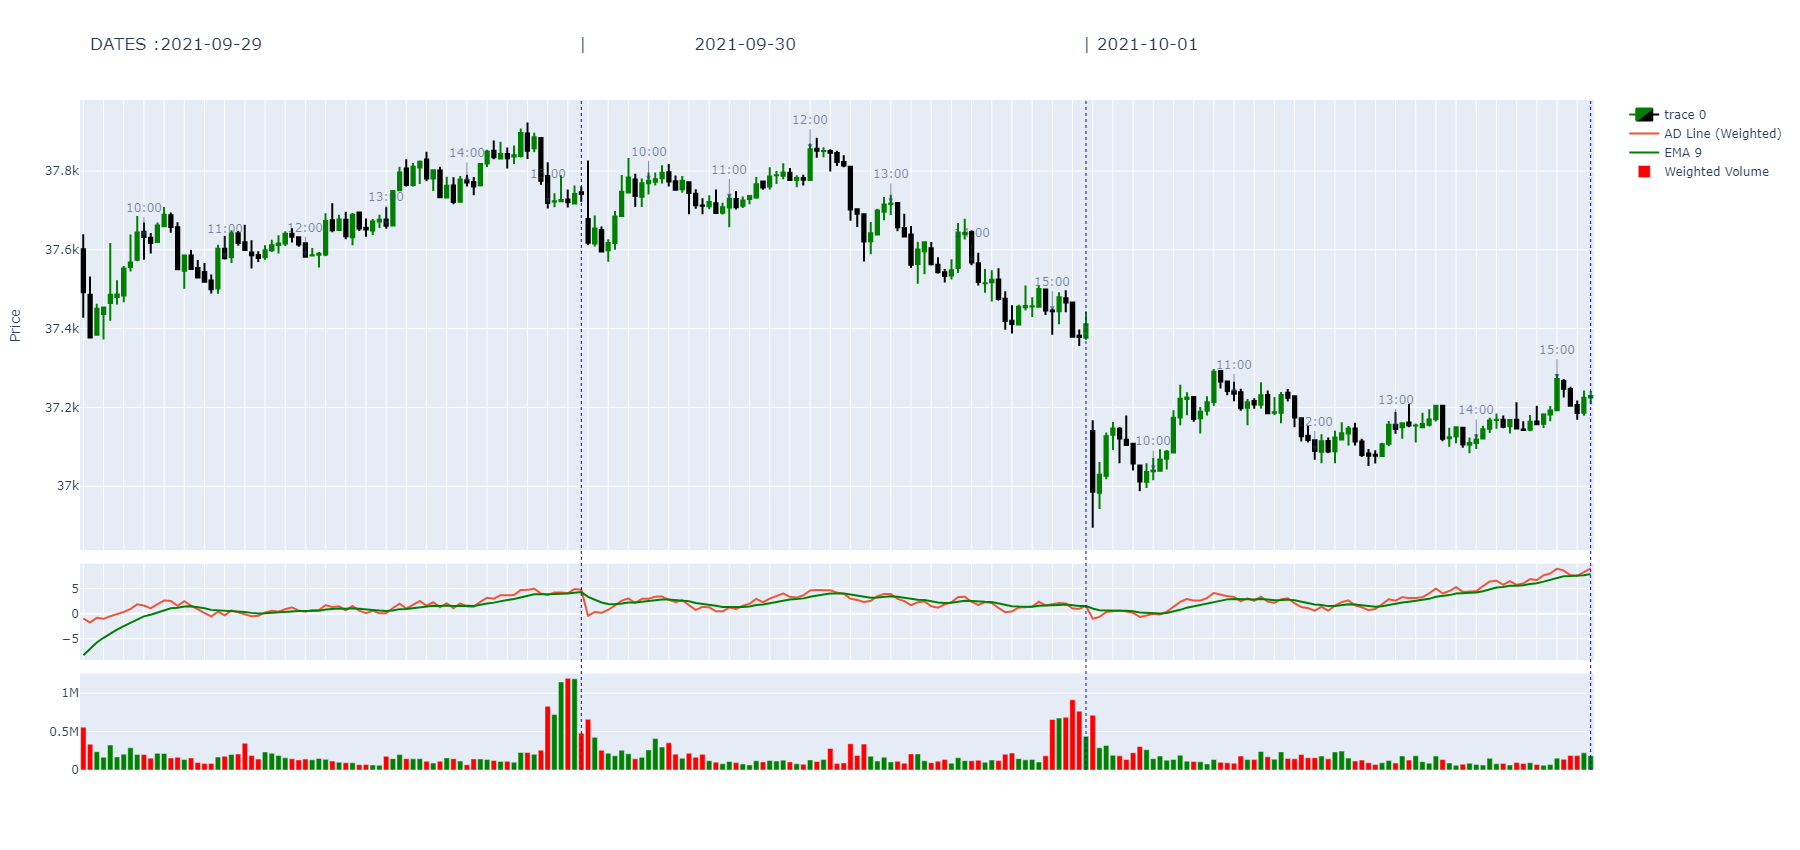 DATES :2021-09-29 | 2021-09-30 | 2021-10-01
trace 0
AD Line (Weighted)
EMA 9
Weighted Volume
Price
37.8k
37.6k
37.4k
37.2k
37k
10:00
11:00
12:00
13:00
14:00
10:00
11:00
12:00
13:00
15:00
10:00
11:00
13:00
14:00
15:00
5
0
−5
1M
0.5M
0